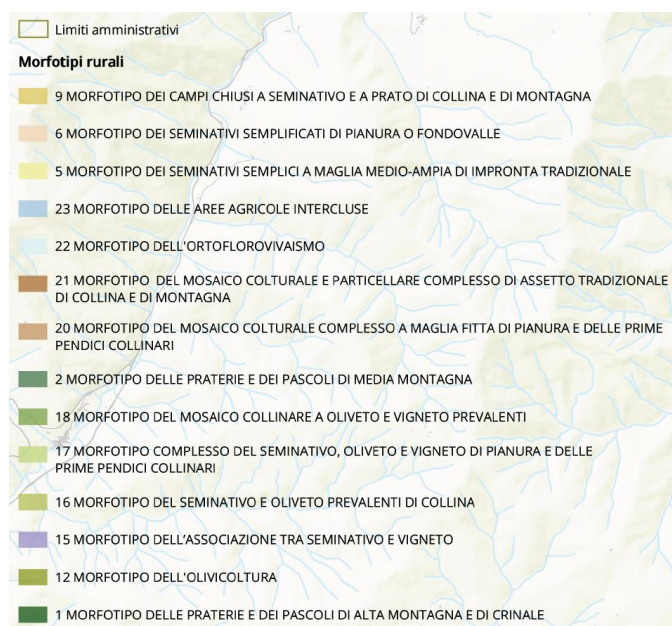 Limiti amministrativi
Morfotipi rurali
9 MORFOTIPO DEI CAMPI CHIUSI A SEMINATIVO E A PRATO DI COLLINA E DI MONTAGNA
6 MORFOTIPO DEI SEMINATIVI SEMPLIFICATI DI PIANURA O FONDOVALLE
5 MORFOTIPO DEI SEMINATIVI SEMPLICI A MAGLIA MEDIO-AMPIA DI IMPRONTA TRADIZIONALE
23 MORFOTIPO DELLE AREE AGRICOLE INTERCLUSE
22 MORFOTIPO DELL'ORTOFLOROVIVAISMO
21 MORFOTIPO DEL MOSAICO COLTURALE E PARTICELLARE COMPLESSO DI ASSETTO TRADIZIONALE
DI COLLINA E DI MONTAGNA
20 MORFOTIPO DEL MOSAICO COLTURALE COMPLESSO A MAGLIA FITTA DI PIANURA E DELLE PRIME
PENDICI COLLINARI
2 MORFOTIPO DELLE PRATERIE E DEI PASCOLI DI MEDIA MONTAGNA
18 MORFOTIPO DEL MOSAICO COLLINARE A OLIVETO E VIGNETO PREVALENTI
17 MORFOTIPO COMPLESSO DEL SEMINATIVO, OLIVETO E VIGNETO DI PIANURA E DELLE
PRIME PENDICI COLLINARI
16 MORFOTIPO DEL SEMINATIVO E OLIVETO PREVALENTI DI COLLINA
15 MORFOTIPO DELL’ASSOCIAZIONE TRA SEMINATIVO E VIGNETO
12 MORFOTIPO DELL'OLIVICOLTURA
1 MORFOTIPO DELLE PRATERIE E DEI PASCOLI DI ALTA MONTAGNA E DI CRINALE